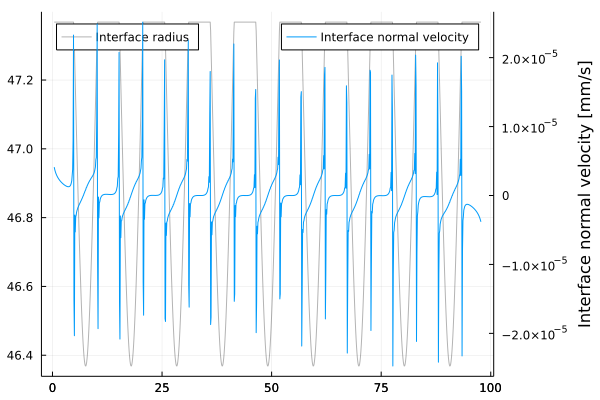 Interface radius
Interface normal velocity
47.2
47.0
46.8
46.6
46.4
2.0×10⁻⁵
1.0×10⁻⁵
0
−1.0×10⁻⁵
−2.0×10⁻⁵
Interface normal velocity [mm/s]
0 25 50 75 100